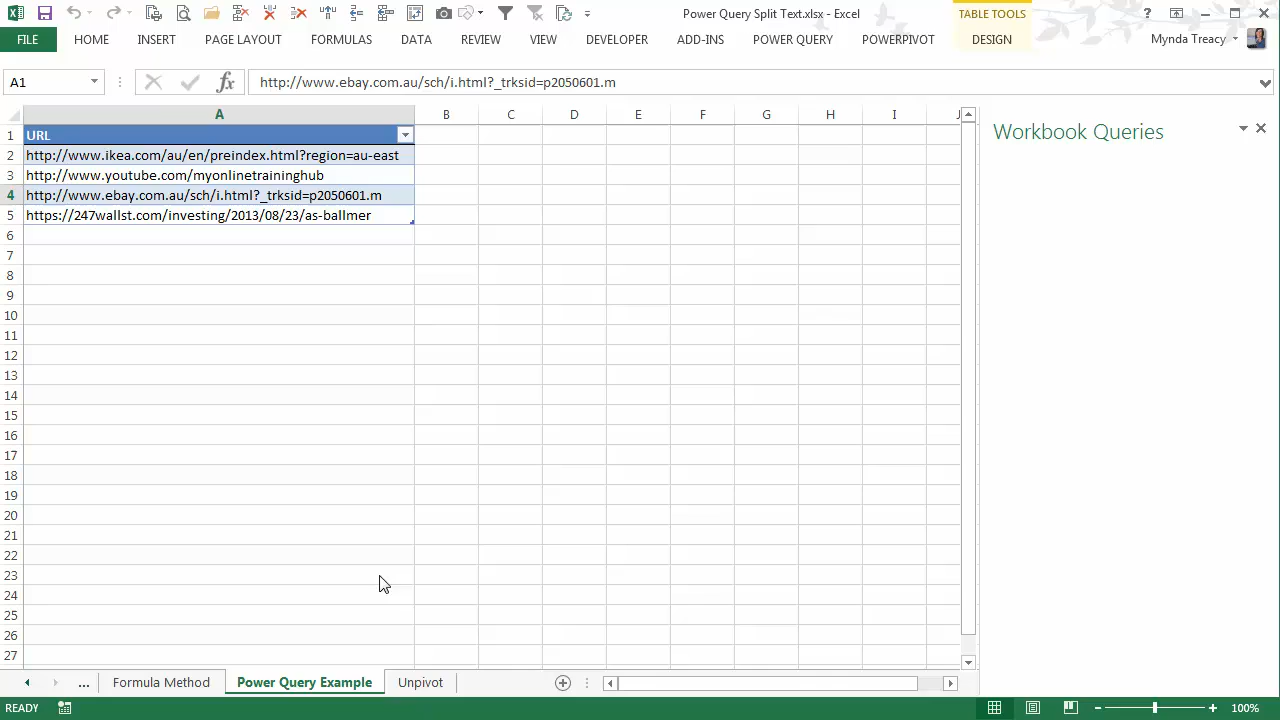 Power Query Split Text.xlsx - Excel
TABLE TOOLS
?
FILE
HOME
INSERT
PAGE LAYOUT
FORMULAS
DATA
REVIEW
VIEW
DEVELOPER
ADD-INS
POWER QUERY
POWERPIVOT
DESIGN
Mynda Treacy
A1
fx
http://www.ebay.com.au/sch/i.html?_trksid=p2050601.m
A B C D E F G H I J
Workbook Queries
1 URL
2 http://www.ikea.com/au/en/preindex.html?region=au-east
3 http://www.youtube.com/myonlinetraininghub
4 http://www.ebay.com.au/sch/i.html?_trksid=p2050601.m
5 https://247wallst.com/investing/2013/08/23/as-ballmer
6
7
8
9
10
11
12
13
14
15
16
17
18
19
20
21
22
23
24
25
26
27
... Formula Method Power Query Example Unpivot
READY
100%